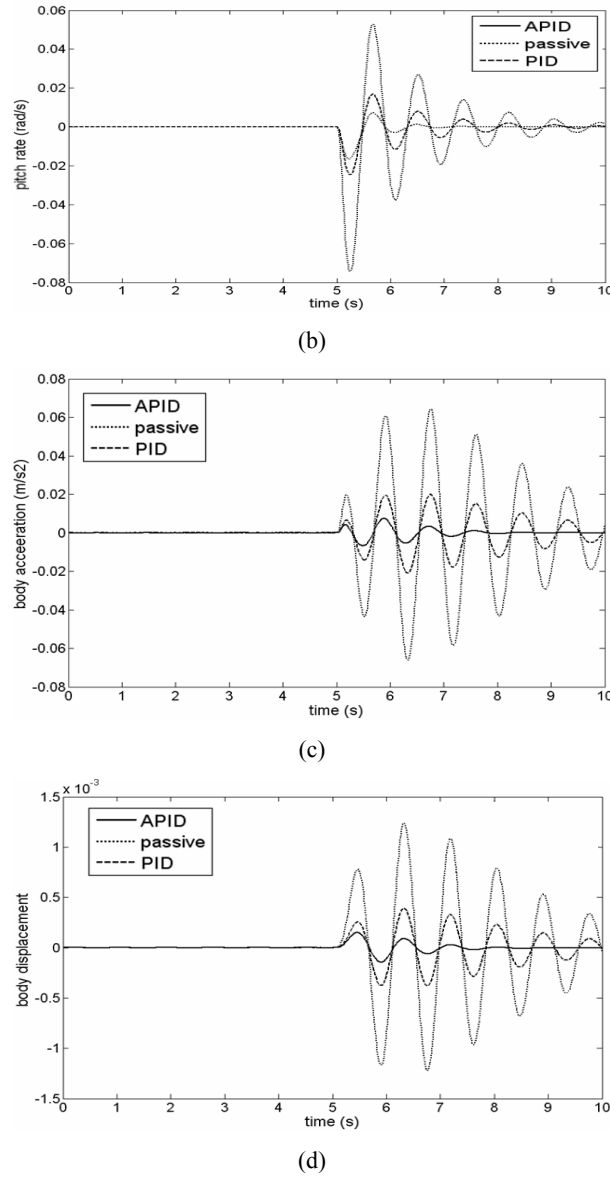 0.06
0.04
0.02
0
-0.02
-0.04
-0.06
-0.08
pitch rate (rad/s)
APID
passive
PID
0 1 2 3 4 5 6 7 8 9 10
time (s)
(b)
0.08
0.06
0.04
0.02
0
-0.02
-0.04
-0.06
-0.08
body acceeration (m/s2)
APID
passive
PID
0 1 2 3 4 5 6 7 8 9 10
time (s)
(c)
x 10-3
1.5
1
0.5
0
-0.5
-1
-1.5
body displacement
APID
passive
PID
0 1 2 3 4 5 6 7 8 9 10
time (s)
(d)